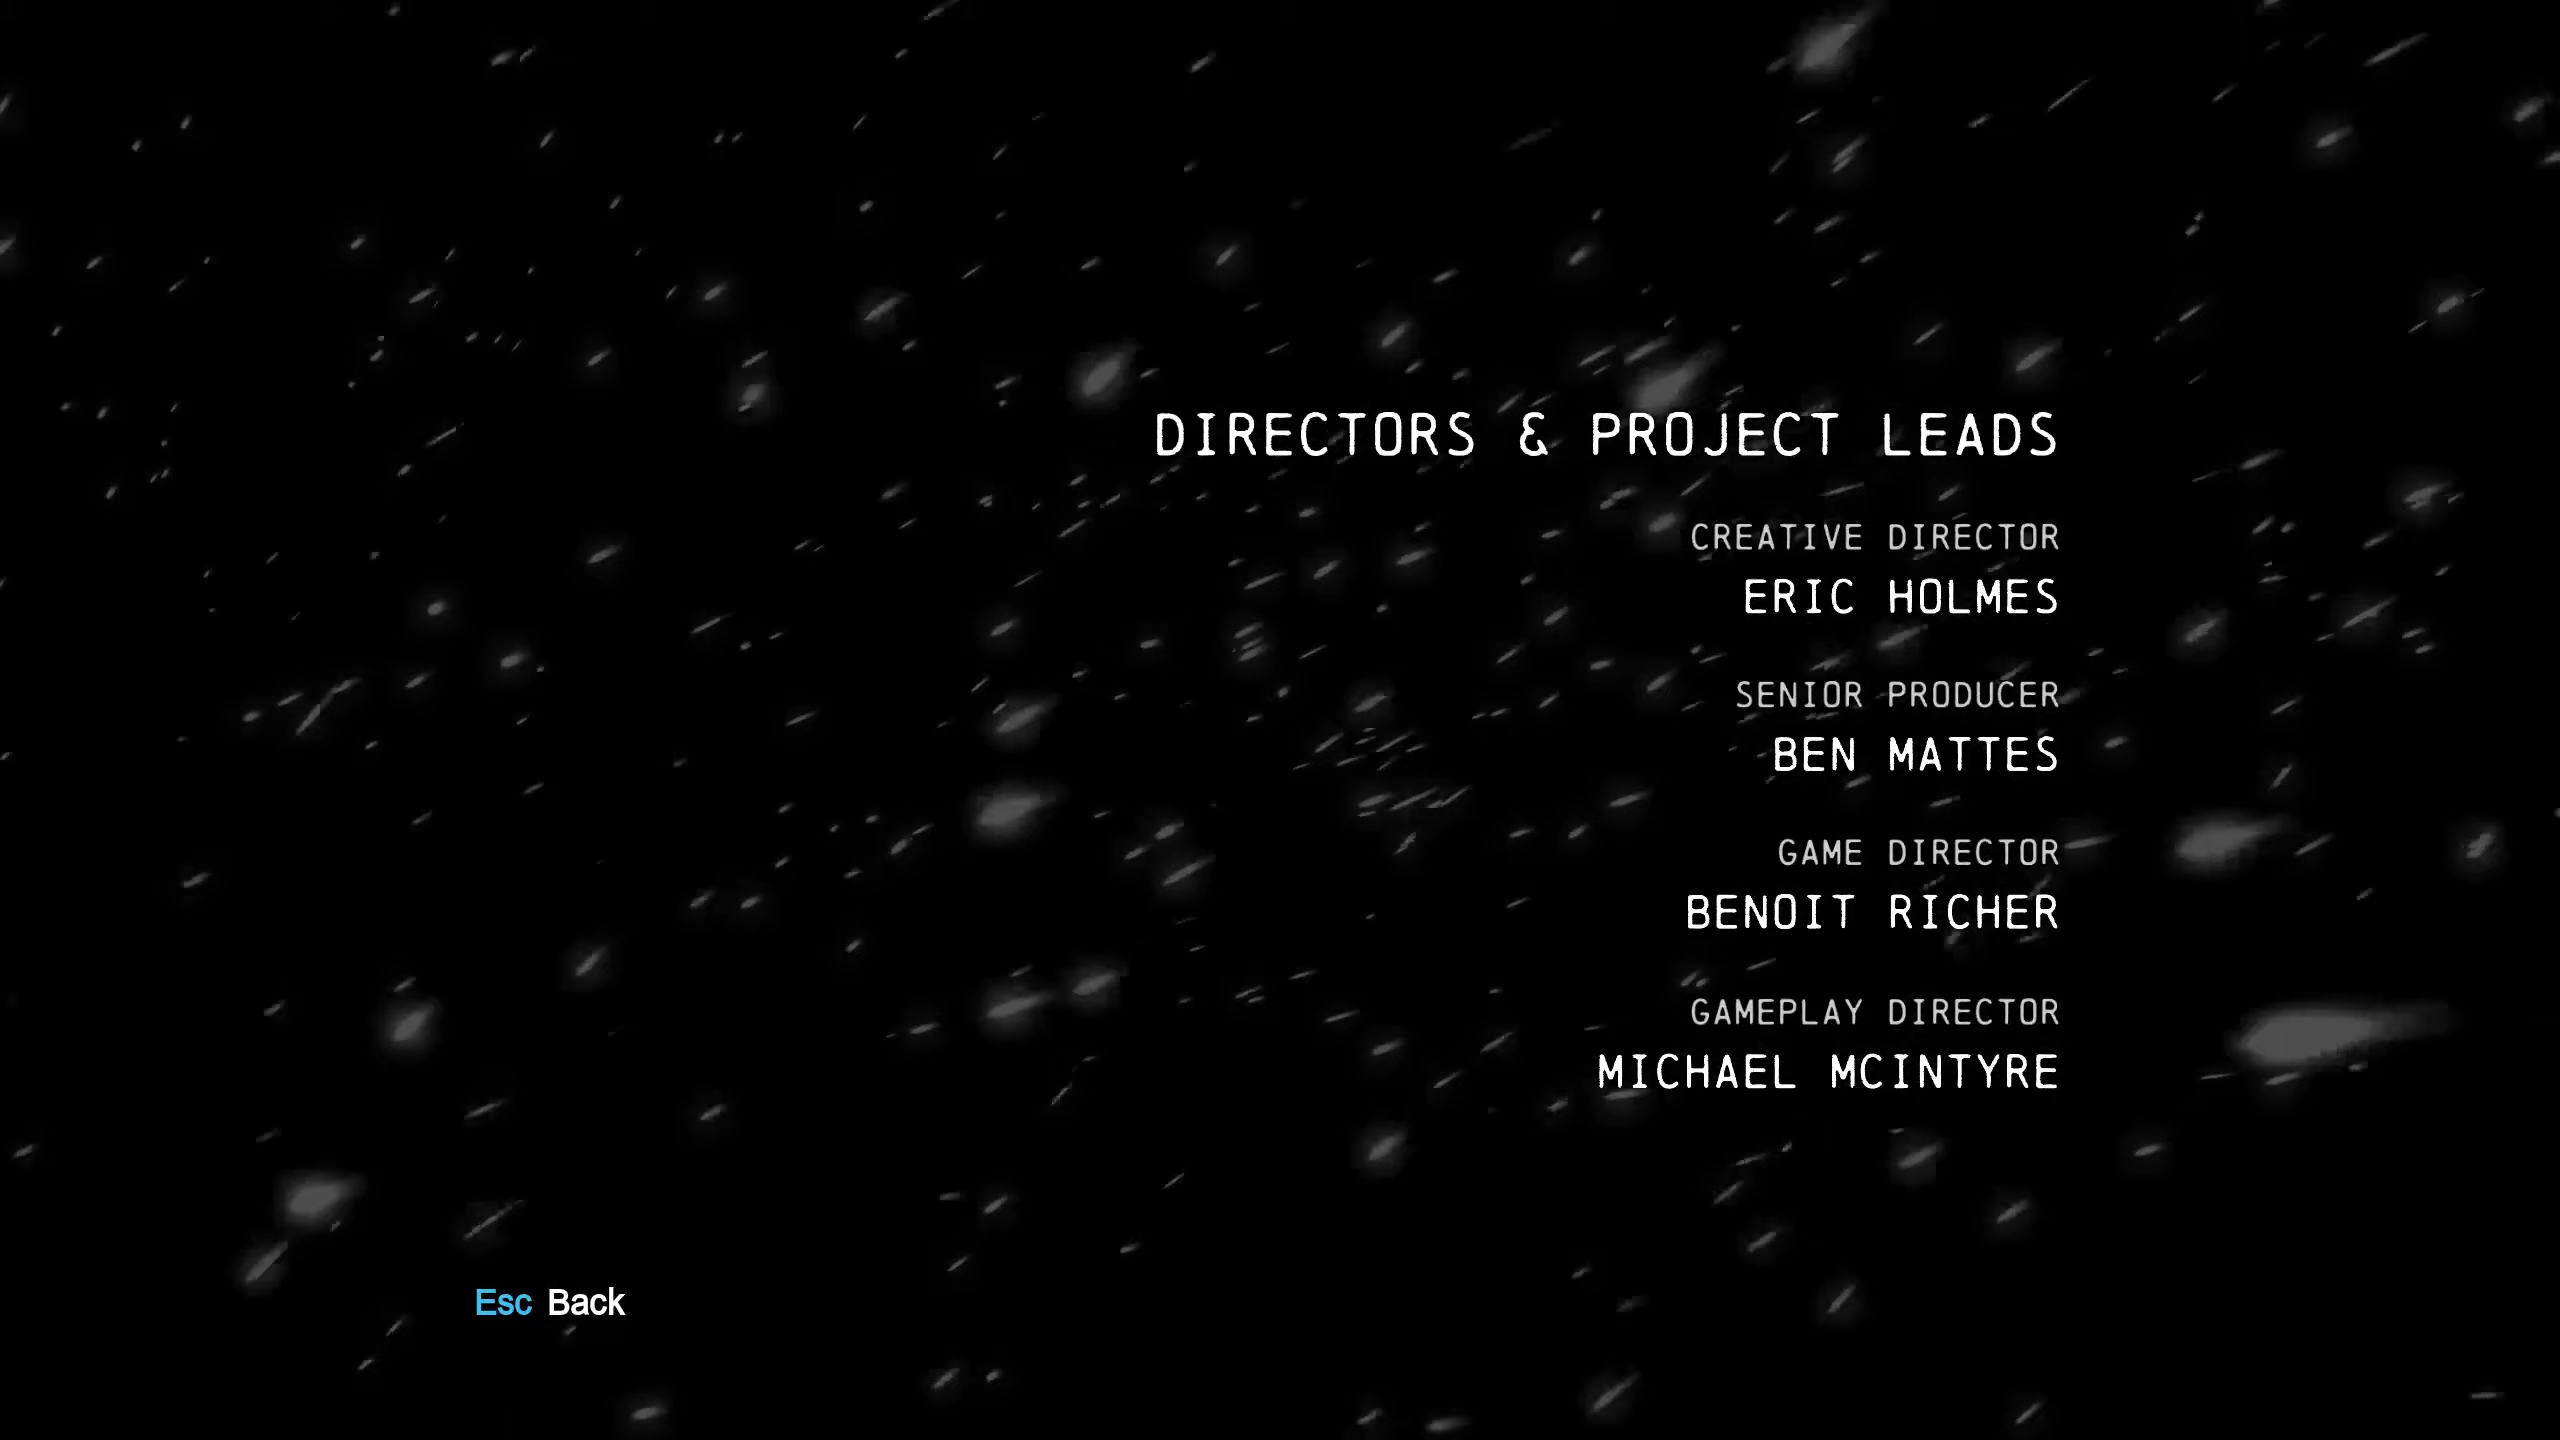 DIRECTORS & PROJECT LEADS
CREATIVE DIRECTOR
ERIC HOLMES
SENIOR PRODUCER
BEN MATTES
GAME DIRECTOR
BENOIT RICHER
GAMEPLAY DIRECTOR
MICHAEL MCINTYRE
Esc Back